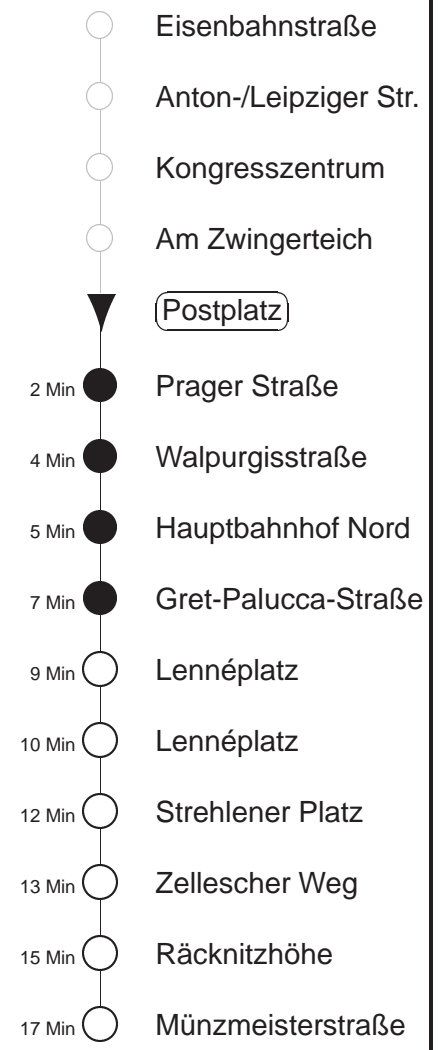 Eisenbahnstraße
Anton-/Leipziger Str.
Kongresszentrum
Am Zwingerteich
Postplatz
2 Min Prager Straße
4 Min Walpurgisstraße
5 Min Hauptbahnhof Nord
7 Min Gret-Palucca-Straße
9 Min Lennéplatz
10 Min Lennéplatz
12 Min Strehlener Platz
13 Min Zellescher Weg
15 Min Räcknitzhöhe
17 Min Münzmeisterstraße